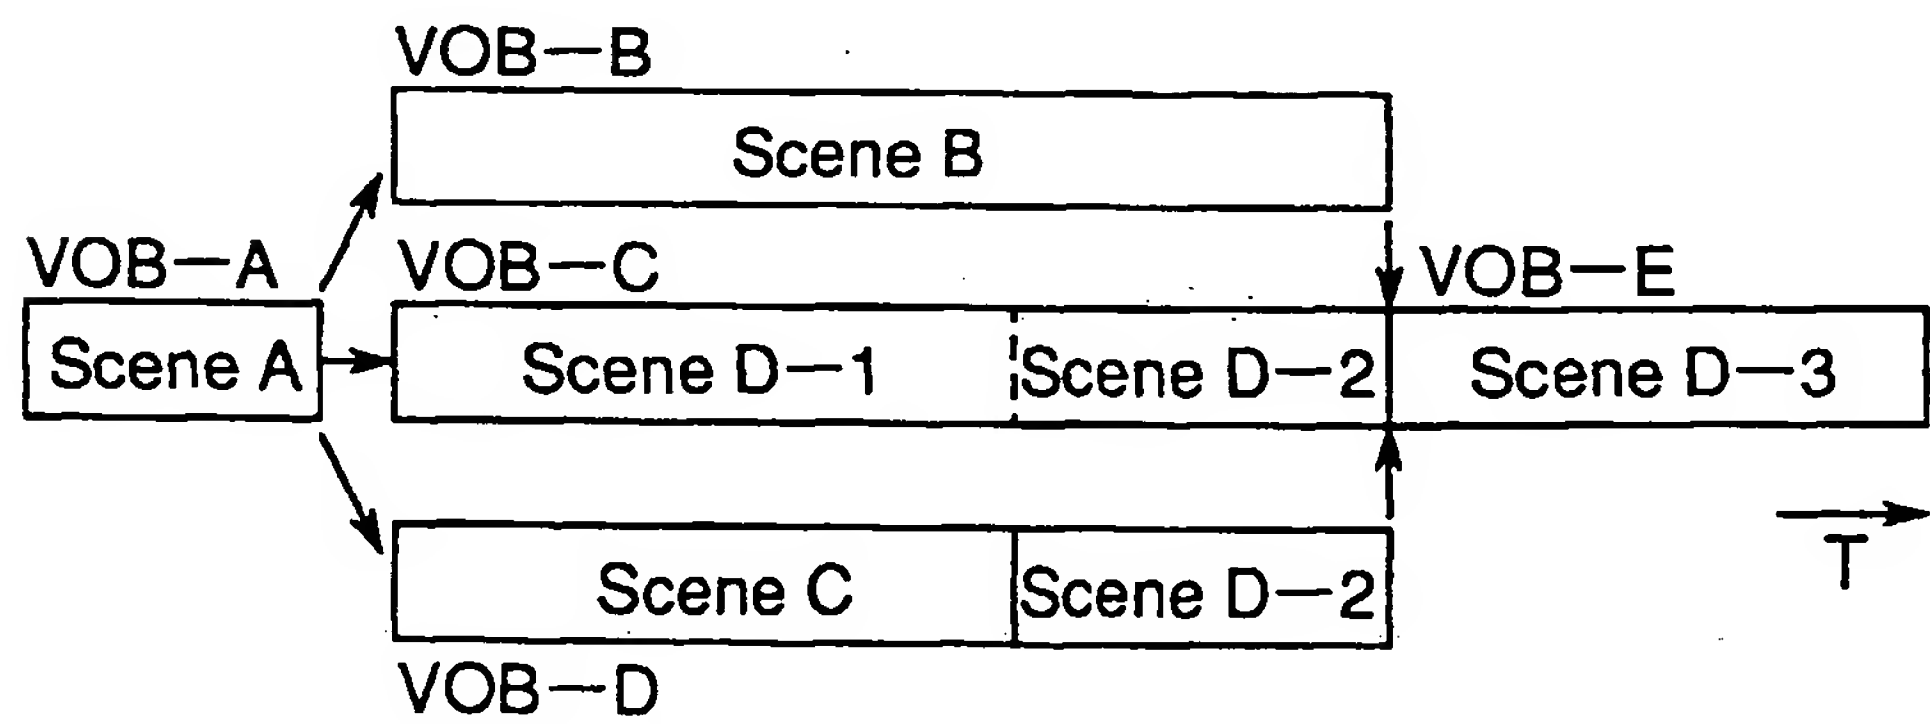 VOB—B
Scene B
VOB—A
VOB—C
VOB—E
Scene A
Scene D—1
Scene D—2
Scene D—3
T
Scene C
Scene D—2
VOB—D